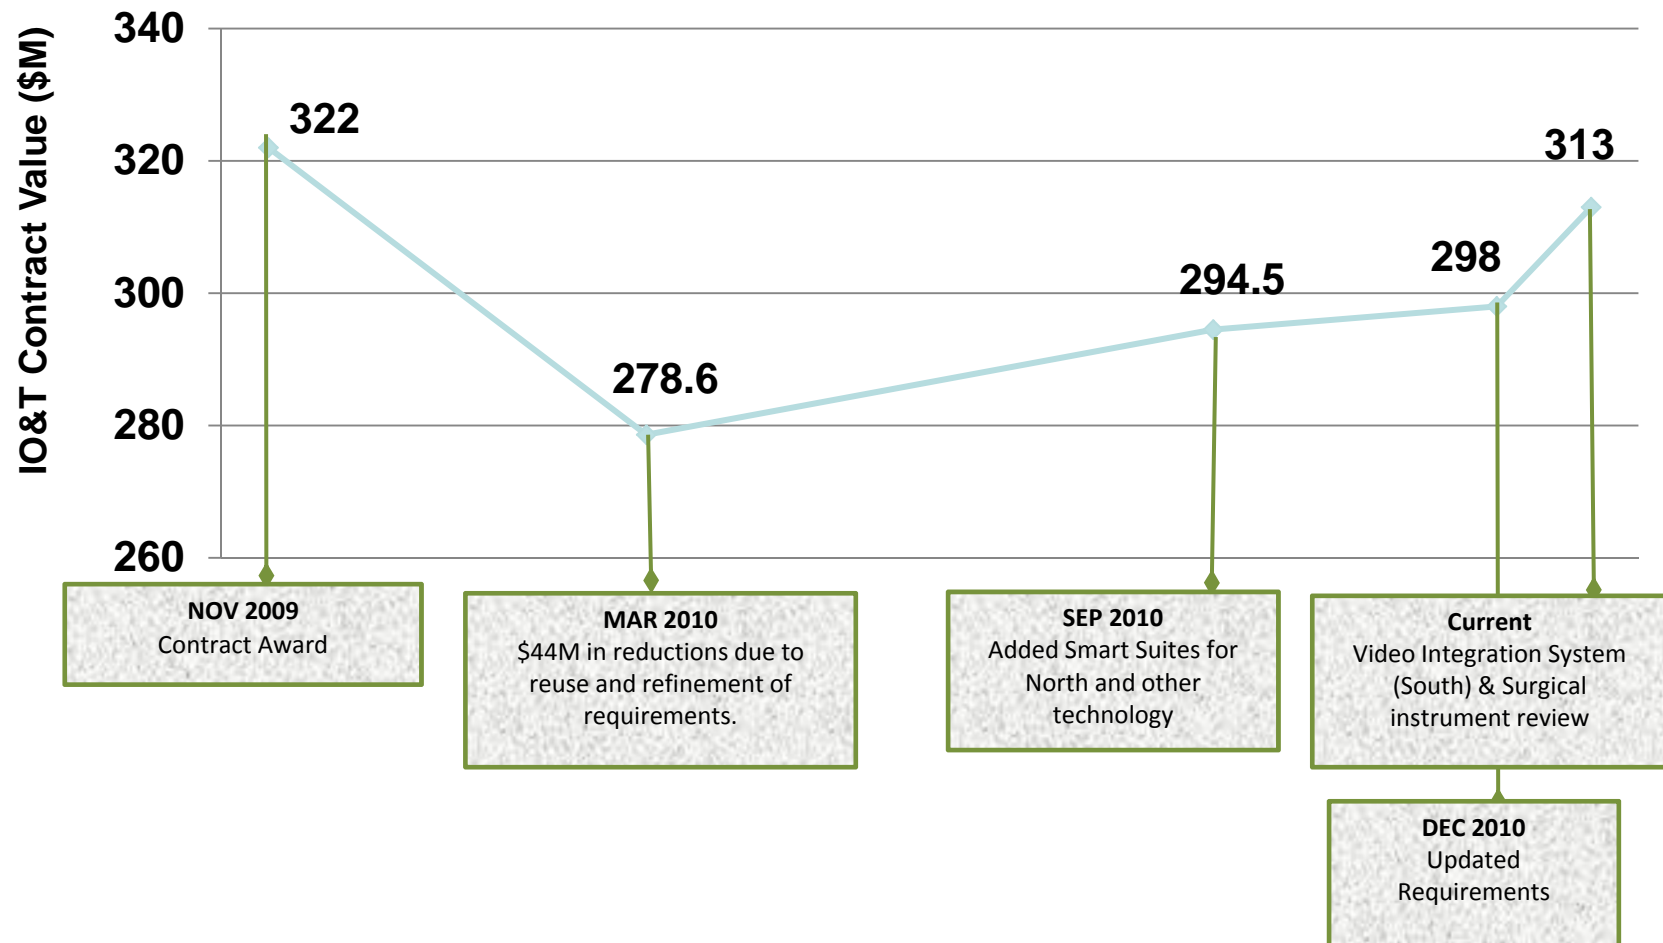 IO&T Contract Value ($M)
340
320
300
280
260
322
278.6
294.5
298
313
NOV 2009
Contract Award
MAR 2010
$44M in reductions due to
reuse and refinement of
requirements.
SEP 2010
Added Smart Suites for
North and other
technology
Current
Video Integration System
(South) & Surgical
instrument review
DEC 2010
Updated
Requirements